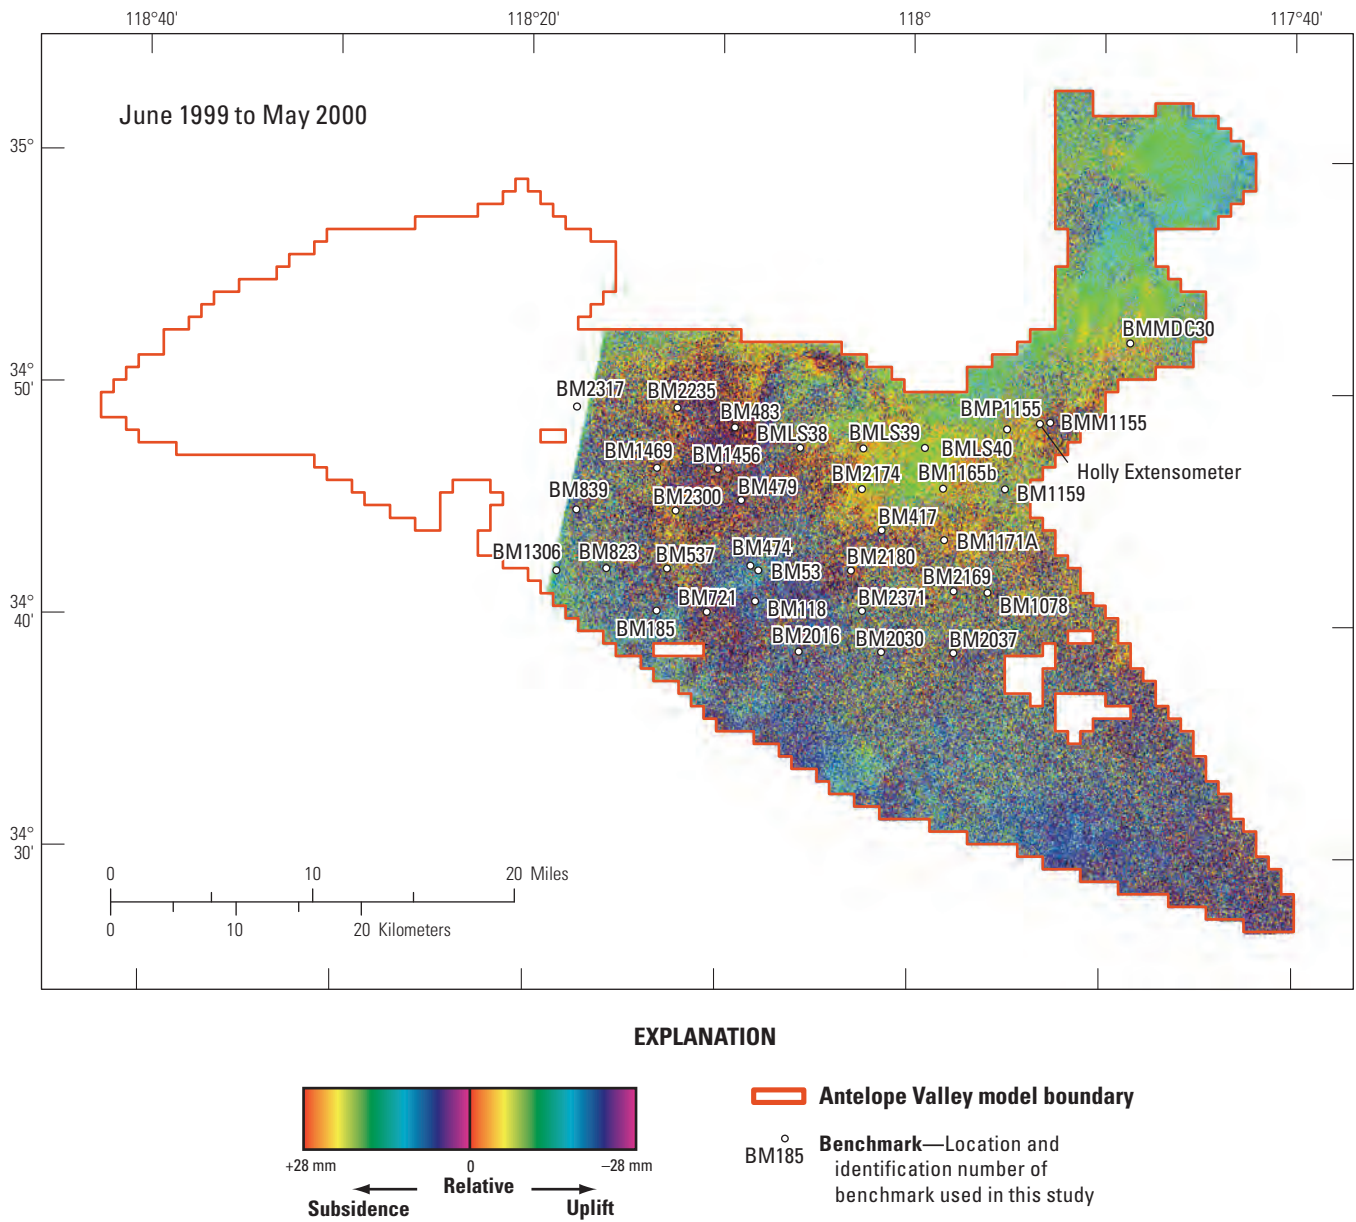 118°40'
118°20'
118°
117°40'
June 1999 to May 2000
35°
BMMDC30
34°
50'
BM2317
BM2235
BM483
BMP1155
BMM1155
BMLS38
BMLS39
BMLS40
BM1469
BM1456
Holly Extensometer
BM2174
BM1165b
BM839
BM2300
BM479
BM1159
BM417
BM1306
BM823
BM537
BM474
BM1171A
BM53
BM2180
BM2169
34°
40'
BM721
BM118
BM2371
BM1078
BM185
BM2016
BM2030
BM2037
34°
30'
0 10 20 Miles
0 10 20 Kilometers
EXPLANATION
+28 mm 0 –28 mm
Relative
Subsidence Uplift
Antelope Valley model boundary
BM185
Benchmark—Location and
identification number of
benchmark used in this study